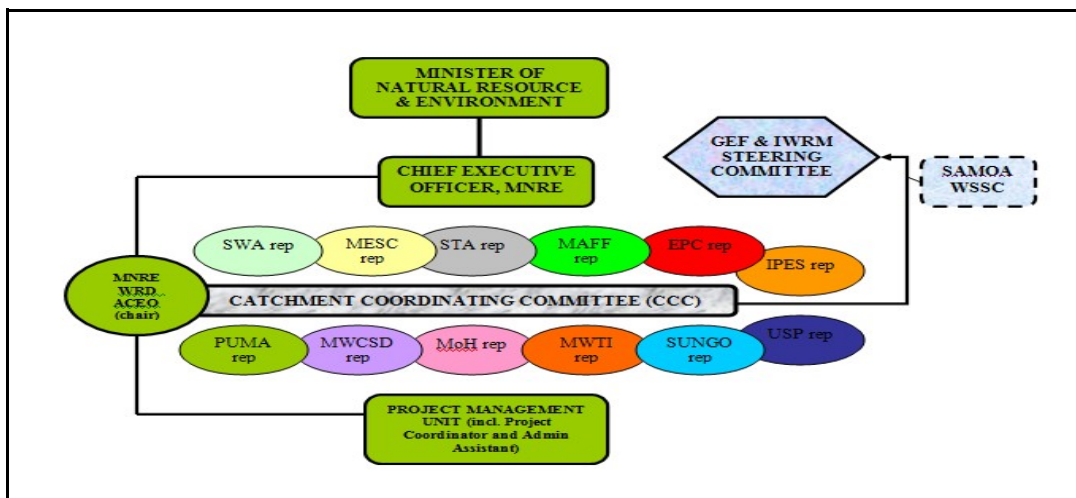 MINISTER OF
NATURAL RESOURCE
& ENVIRONMENT
GEF & IWRM
STEERING
COMMITTEE
CHIEF EXECUTIVE
OFFICER, MNRE
SAMOA
WSSC
SWA rep
MESC
rep
STA rep
MAFF
rep
EPC rep
IPES rep
MNRE
WRD
ACEO
(chair)
CATCHMENT COORDINATING COMMITTEE (CCC)
PUMA
rep
MWCSD
rep
MoH rep
MWTI
rep
SUNGO
rep
USP rep
PROJECT MANAGEMENT
UNIT (incl. Project
Coordinator and Admin
Assistant)